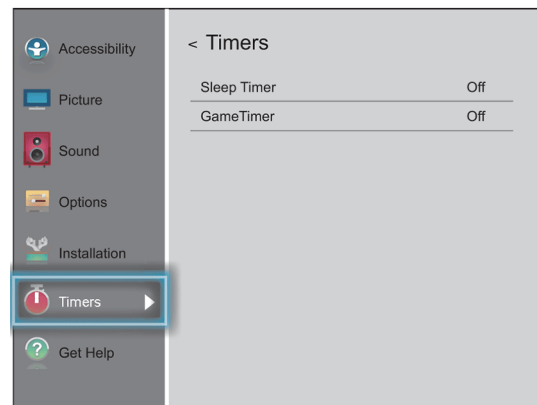 Accessibility
Picture
Sound
Options
Installation
Timers
Get Help
< Timers
Sleep Timer Off
GameTimer Off